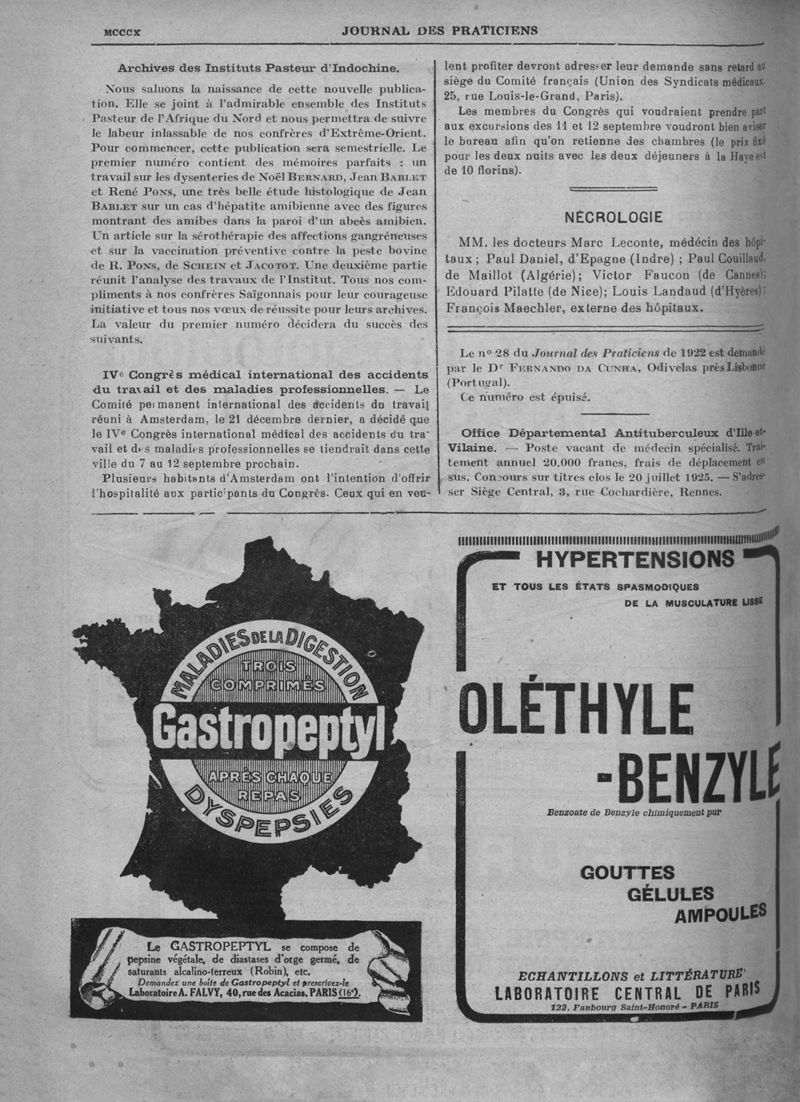 MCCCX
JOURNAL DES PRATICIENS
Archives des Instituts Pasteur d'Indochine.
Nous saluons la naissance de cette nouvelle publica-
tion. Elle se joint à l'admirable ensemble des Instituts
Pasteur de l'Afrique du Nord et nous permettra de suivre
le labeur inlassable de nos confrères d'Extrême-Orient.
Pour commencer, cette publication sera semestrielle. Le
premier numéro contient des mémoires parfaits : un
travail sur les dysenteries de Noël BERNARD, Jean BABLET
et René PONS, une très belle étude histologique de Jean
BABLET sur un cas d'hépatite amibienne avec des figures
montrant des amibes dans la paroi d'un abcès amibien.
Un article sur la sérothérapie des affections gangréneuses
et sur la vaccination préventive contre la peste bovine
de R. PONS, de SCHEIN et JACOTOT. Une deuxième partie
réunit l'analyse des travaux de l'Institut. Tous nos com-
pliments à nos confrères Saïgonnais pour leur courageuse
initiative et tous nos vœux de réussite pour leurs archives.
La valeur du premier numéro décidera du succès des
suivants.
IVe Congrès médical international des accidents
du travail et des maladies professionnelles. — Le
Comité permanent international des accidents du travail
réuni à Amsterdam, le 21 décembre dernier, a décidé que
le IVe Congrès international médical des accidents du tra-
vail et des maladies professionnelles se tiendrait dans cette
ville du 7 au 12 septembre prochain.
Plusieurs habitants d'Amsterdam ont l'intention d'offrir
l'hospitalité aux participants du Congrès. Ceux qui en veu-
lent profiter devront adresser leur demande sans retard au
siège du Comité français (Union des Syndicats médicaux,
25, rue Louis-le-Grand, Paris).
Les membres du Congrès qui voudraient prendre part
aux excursions des 11 et 12 septembre voudront bien aviser
le bureau afin qu'on retienne des chambres (le prix fixé
pour les deux nuits avec les deux déjeuners à la Haye est
de 10 florins).
NÉCROLOGIE
MM. les docteurs Marc Leconte, médecin des hôpi-
taux ; Paul Daniel, d'Epagne (Indre) ; Paul Couillaud,
de Maillot (Algérie) ; Victor Faucon (de Cannes);
Edouard Pilatte (de Nice); Louis Landaud (d'Hyères);
François Maechler, externe des hôpitaux.
Le no 28 du Journal des Praticiens de 1922 est demandé
par le Dr FERNANDO DA CUNHA, Odivelas près Lisbonne
(Portugal).
Ce numéro est épuisé.
Office Départemental Antituberculeux d'Ille-et-
Vilaine. — Poste vacant de médecin spécialisé. Trai-
tement annuel 20.000 francs, frais de déplacement en
sus. Concours sur titres clos le 20 juillet 1925. — S'adres-
ser Siège Central, 3, rue Cochardière, Rennes.
MALADIES DE LA DIGESTION
TROIS
COMPRIMÉS
Gastropeptyl
APRÈS CHAQUE
REPAS
DYSPEPSIES
Le GASTROPEPTYL se compose de
pepsine végétale, de diastases d'orge germé, de
saturants alcalino-terreux (Robin), etc.
Demandez une boîte de Gastropeptyl et prescrivez-le
Laboratoire A. FALVY, 40, rue des Acacias, PARIS (16e).
HYPERTENSIONS
ET TOUS LES ÉTATS SPASMODIQUES
DE LA MUSCULATURE LISSE
OLÉTHYLE
-BENZYLE
Benzoate de Benzyle chimiquement pur
GOUTTES
GÉLULES
AMPOULES
ECHANTILLONS et LITTÉRATURE
LABORATOIRE CENTRAL DE PARIS
122, Faubourg Saint-Honoré - PARIS